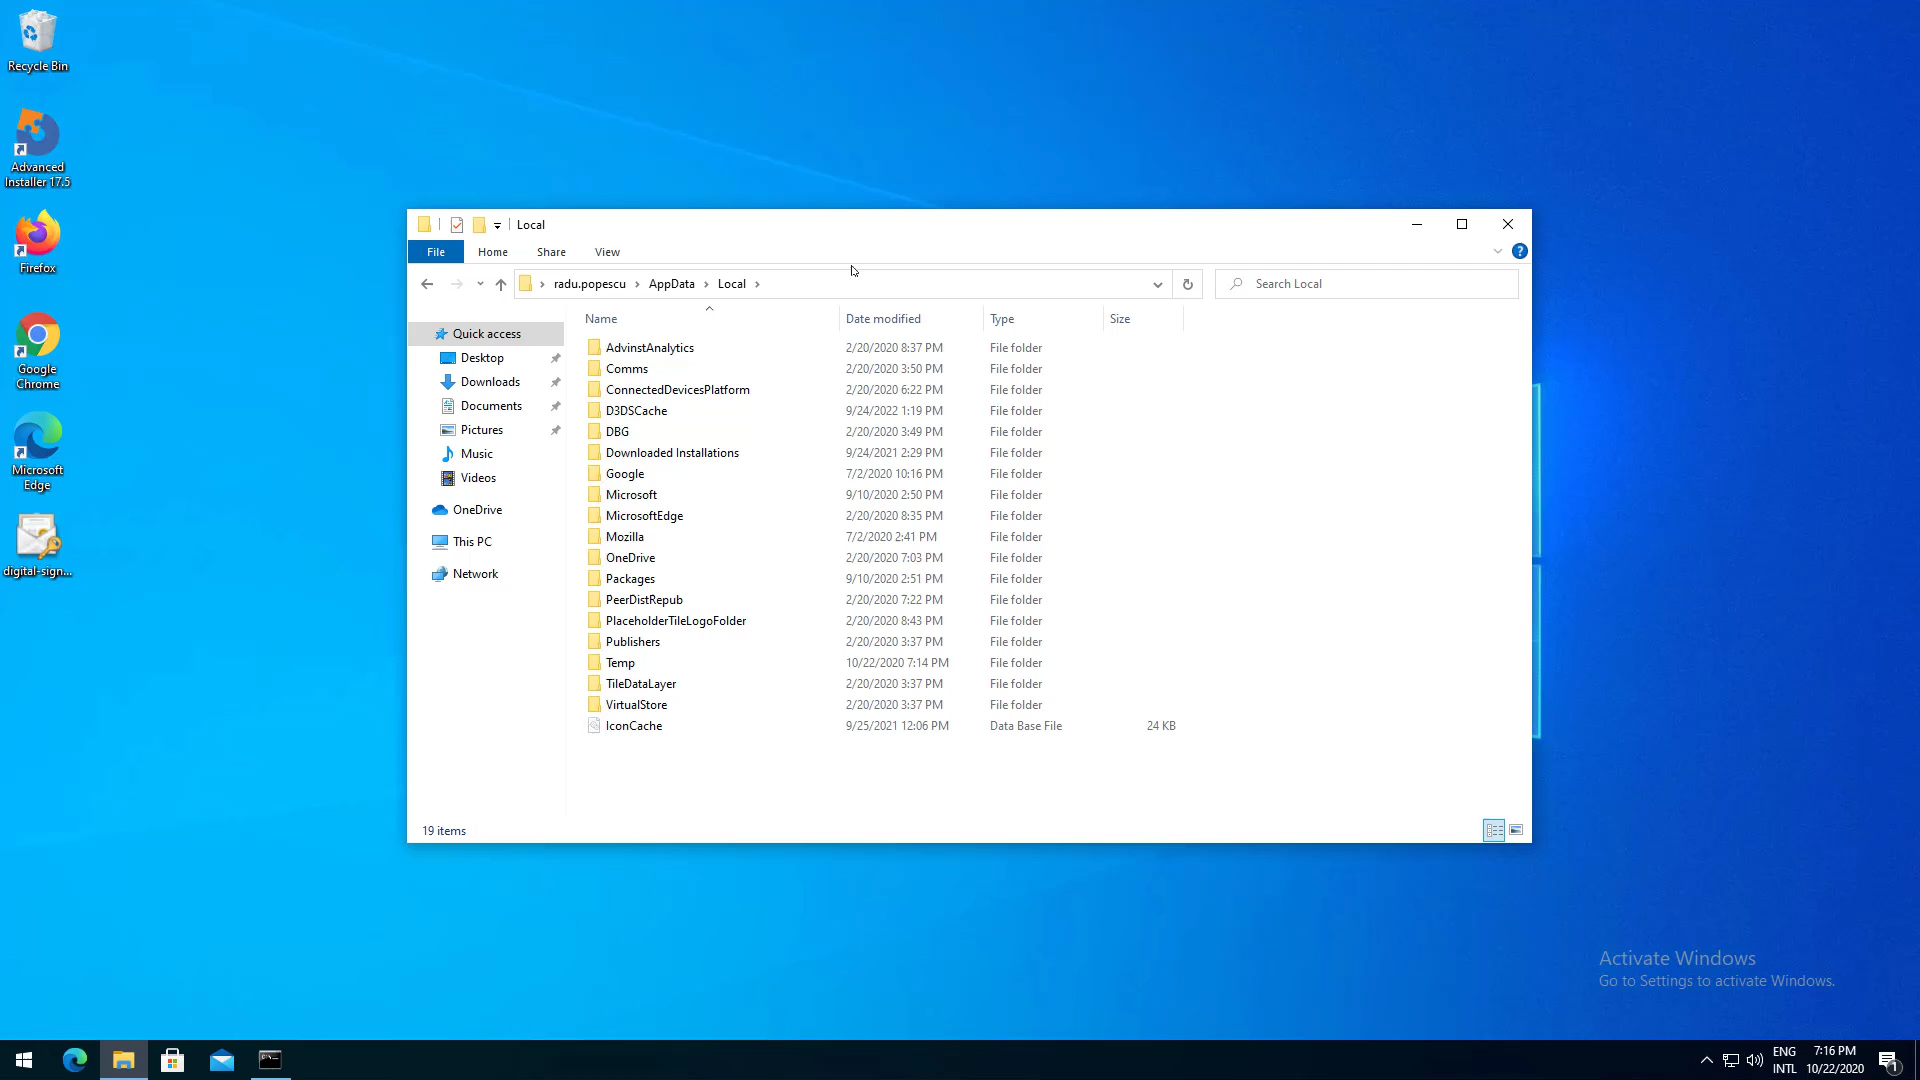 Recycle Bin
Advanced
Installer 17.5
Firefox
Google
Chrome
Microsoft
Edge
digital-sign...
Local
File Home Share View
radu.popescu > AppData > Local >
Search Local
Name Date modified Type Size
Quick access
Desktop
Downloads
Documents
Pictures
Music
Videos
OneDrive
This PC
Network
AdvinstAnalytics 2/20/2020 8:37 PM File folder
Comms 2/20/2020 3:50 PM File folder
ConnectedDevicesPlatform 2/20/2020 6:22 PM File folder
D3DSCache 9/24/2022 1:19 PM File folder
DBG 2/20/2020 3:49 PM File folder
Downloaded Installations 9/24/2021 2:29 PM File folder
Google 7/2/2020 10:16 PM File folder
Microsoft 9/10/2020 2:50 PM File folder
MicrosoftEdge 2/20/2020 8:35 PM File folder
Mozilla 7/2/2020 2:41 PM File folder
OneDrive 2/20/2020 7:03 PM File folder
Packages 9/10/2020 2:51 PM File folder
PeerDistRepub 2/20/2020 7:22 PM File folder
PlaceholderTileLogoFolder 2/20/2020 8:43 PM File folder
Publishers 2/20/2020 3:37 PM File folder
Temp 10/22/2020 7:14 PM File folder
TileDataLayer 2/20/2020 3:37 PM File folder
VirtualStore 2/20/2020 3:37 PM File folder
IconCache 9/25/2021 12:06 PM Data Base File 24 KB
19 items
Activate Windows
Go to Settings to activate Windows.
ENG 7:16 PM
INTL 10/22/2020
1